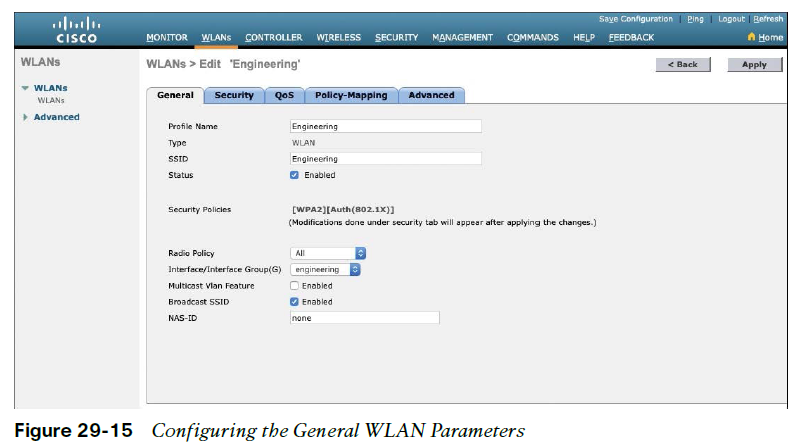 Save Configuration | Ping | Logout | Refresh
CISCO
MONITOR WLANs CONTROLLER WIRELESS SECURITY MANAGEMENT COMMANDS HELP FEEDBACK Home
WLANs
WLANs > Edit 'Engineering'
< Back
Apply
WLANs
WLANs
Advanced
General Security QoS Policy-Mapping Advanced
Profile Name Engineering
Type WLAN
SSID Engineering
Status Enabled
Security Policies [WPA2][Auth(802.1X)]
(Modifications done under security tab will appear after applying the changes.)
Radio Policy All
Interface/Interface Group(G) engineering
Multicast Vlan Feature Enabled
Broadcast SSID Enabled
NAS-ID none
Figure 29-15 Configuring the General WLAN Parameters